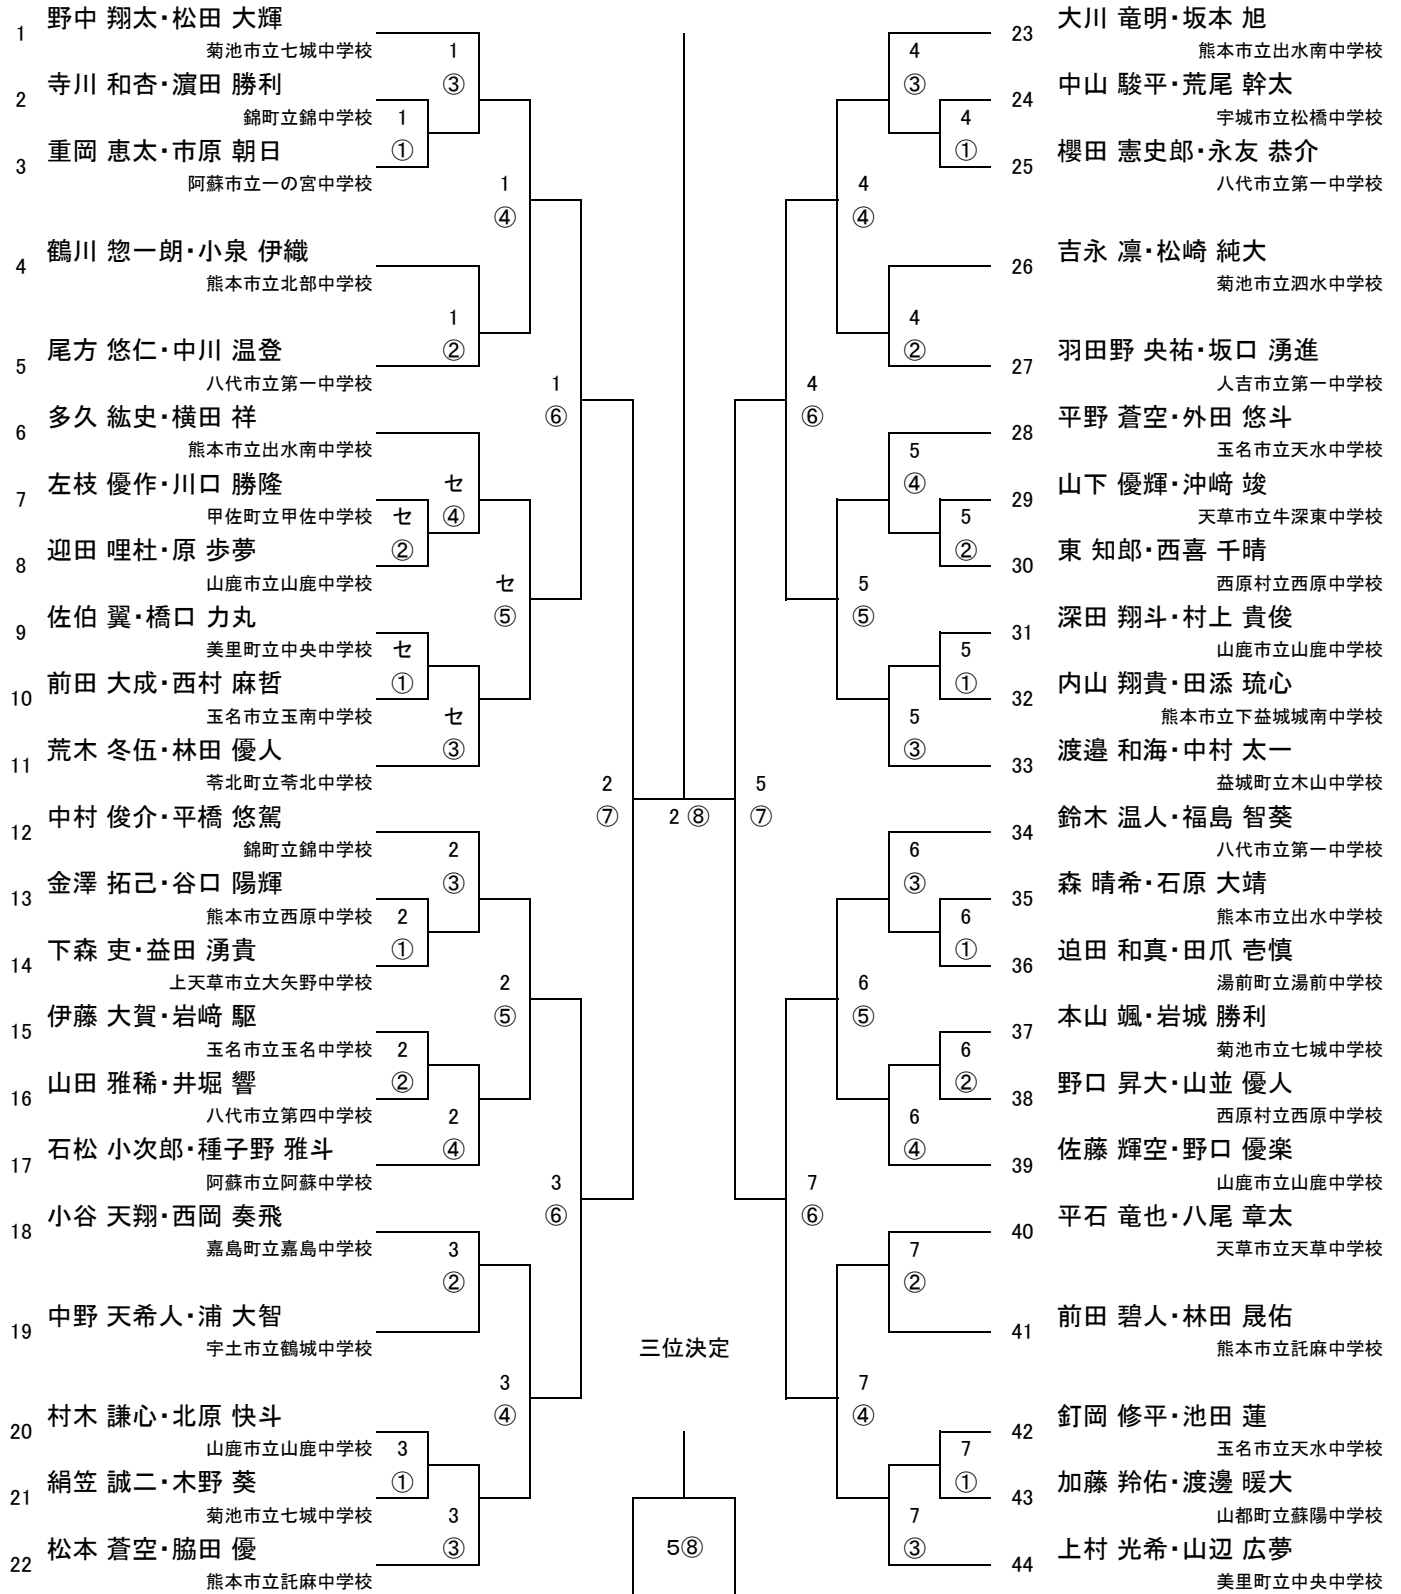 1 野中 翔太・松田 大輝
菊池市立七城中学校
2 寺川 和杏・濵田 勝利
錦町立錦中学校
3 重岡 恵太・市原 朝日
阿蘇市立一の宮中学校
4 鶴川 惣一朗・小泉 伊織
熊本市立北部中学校
5 尾方 悠仁・中川 温登
八代市立第一中学校
6 多久 紘史・横田 祥
熊本市立出水南中学校
7 左枝 優作・川口 勝隆
甲佐町立甲佐中学校
8 迎田 哩杜・原 歩夢
山鹿市立山鹿中学校
9 佐伯 翼・橋口 力丸
美里町立中央中学校
10 前田 大成・西村 麻哲
玉名市立玉南中学校
11 荒木 冬伍・林田 優人
苓北町立苓北中学校
12 中村 俊介・平橋 悠駕
錦町立錦中学校
13 金澤 拓己・谷口 陽輝
熊本市立西原中学校
14 下森 吏・益田 湧貴
上天草市立大矢野中学校
15 伊藤 大賀・岩﨑 駆
玉名市立玉名中学校
16 山田 雅稀・井堀 響
八代市立第四中学校
17 石松 小次郎・種子野 雅斗
阿蘇市立阿蘇中学校
18 小谷 天翔・西岡 奏飛
嘉島町立嘉島中学校
19 中野 天希人・浦 大智
宇土市立鶴城中学校
20 村木 謙心・北原 快斗
山鹿市立山鹿中学校
21 絹笠 誠二・木野 葵
菊池市立七城中学校
22 松本 蒼空・脇田 優
熊本市立託麻中学校
1
③
1
①
1
④
1
②
1
⑥
セ
④
セ
②
セ
⑤
セ
①
セ
③
2
⑦
2
③
2
①
2
⑤
2
②
2
④
3
⑥
3
②
3
④
3
①
3
③
2 ⑧
三位決定
5⑧
4
③
4
①
4
④
4
②
4
⑥
5
④
5
②
5
⑤
5
①
5
③
5
⑦
6
③
6
①
6
⑤
6
②
6
④
7
⑥
7
②
7
④
7
①
7
③
23 大川 竜明・坂本 旭
熊本市立出水南中学校
24 中山 駿平・荒尾 幹太
宇城市立松橋中学校
25 櫻田 憲史郎・永友 恭介
八代市立第一中学校
26 吉永 凛・松崎 純大
菊池市立泗水中学校
27 羽田野 央祐・坂口 湧進
人吉市立第一中学校
28 平野 蒼空・外田 悠斗
玉名市立天水中学校
29 山下 優輝・沖﨑 竣
天草市立牛深東中学校
30 東 知郎・西喜 千晴
西原村立西原中学校
31 深田 翔斗・村上 貴俊
山鹿市立山鹿中学校
32 内山 翔貴・田添 琉心
熊本市立下益城城南中学校
33 渡邉 和海・中村 太一
益城町立木山中学校
34 鈴木 温人・福島 智葵
八代市立第一中学校
35 森 晴希・石原 大靖
熊本市立出水中学校
36 迫田 和真・田爪 壱慎
湯前町立湯前中学校
37 本山 颯・岩城 勝利
菊池市立七城中学校
38 野口 昇大・山並 優人
西原村立西原中学校
39 佐藤 輝空・野口 優楽
山鹿市立山鹿中学校
40 平石 竜也・八尾 章太
天草市立天草中学校
41 前田 碧人・林田 晟佑
熊本市立託麻中学校
42 釘岡 修平・池田 蓮
玉名市立天水中学校
43 加藤 羚佑・渡邊 暖大
山都町立蘇陽中学校
44 上村 光希・山辺 広夢
美里町立中央中学校